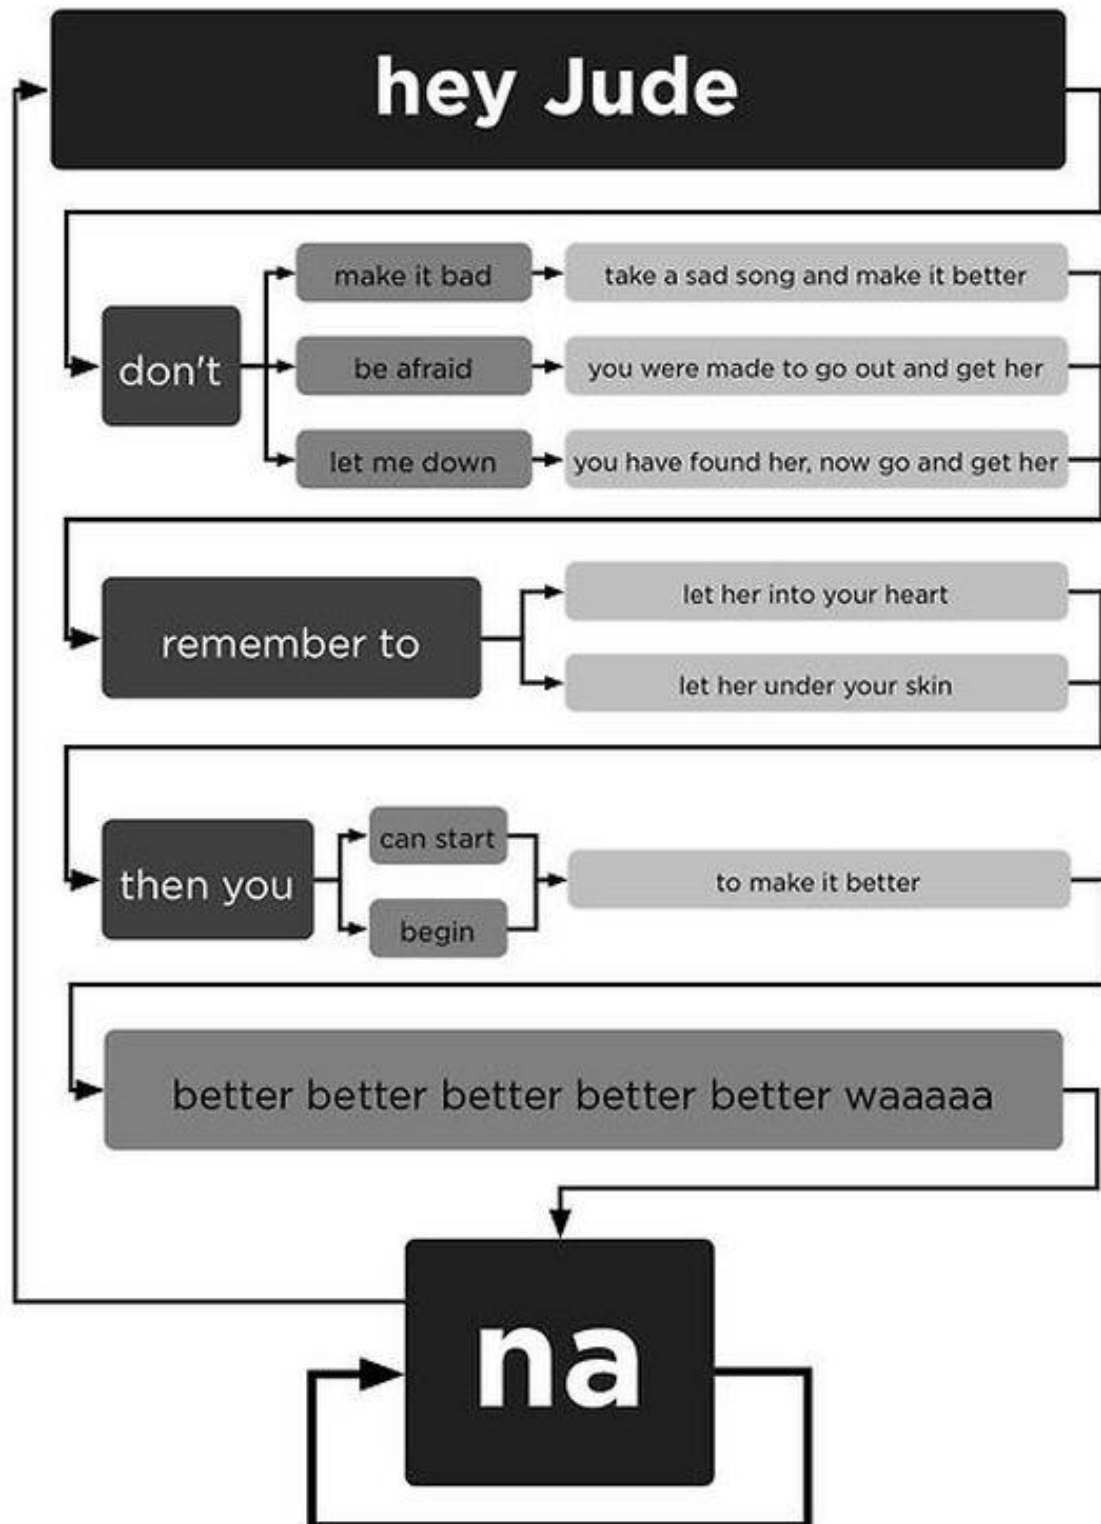 hey Jude
don't
make it bad
take a sad song and make it better
be afraid
you were made to go out and get her
let me down
you have found her, now go and get her
remember to
let her into your heart
let her under your skin
then you
can start
begin
to make it better
better better better better better waaaaa
na